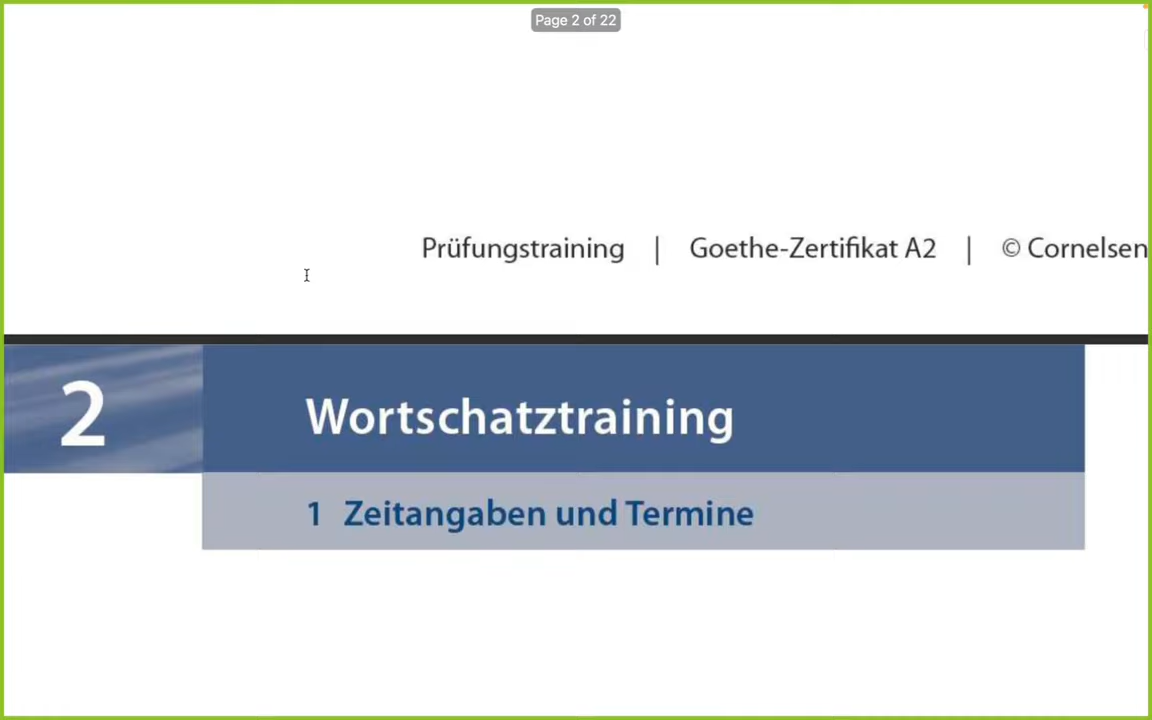 Page 2 of 22
Prüfungstraining | Goethe-Zertifikat A2 | © Cornelsen
2 Wortschatztraining
1 Zeitangaben und Termine